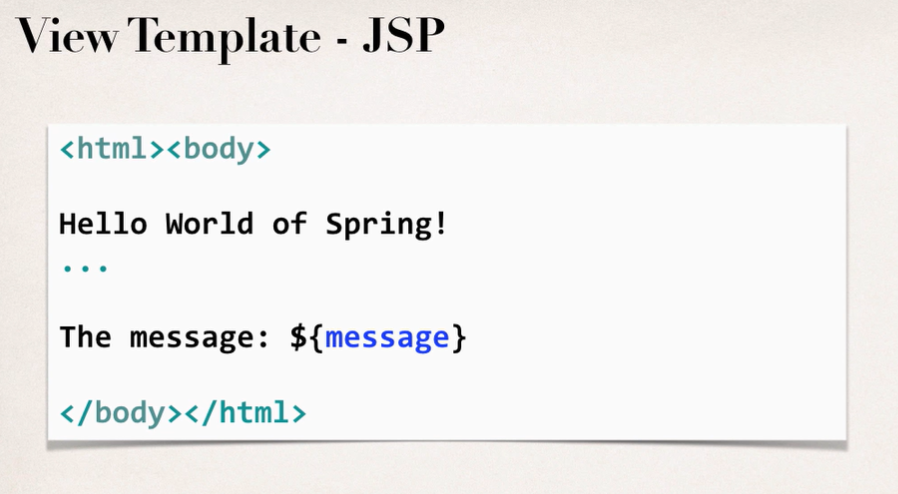 View Template - JSP
<html><body>
Hello World of Spring!
...
The message: ${message}
</body></html>